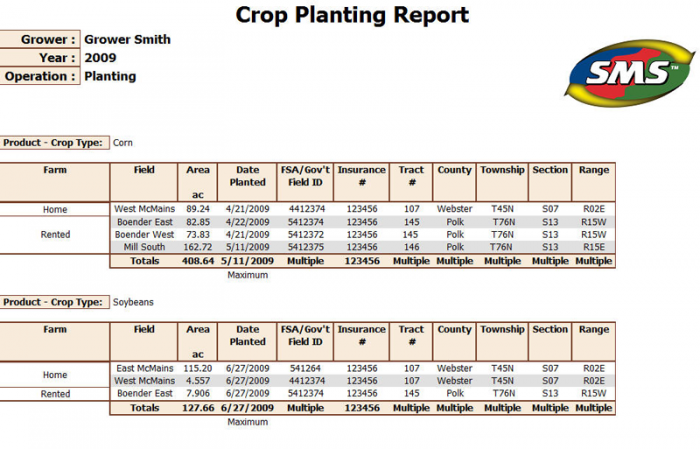 Crop Planting Report
Grower : Grower Smith
Year : 2009
Operation : Planting
SMS™
Product - Crop Type: Corn
Farm Field Area ac Date Planted FSA/Gov't Field ID Insurance # Tract # County Township Section Range
Home West McMains 89.24 4/21/2009 4412374 123456 107 Webster T45N S07 R02E
Rented Boender East 82.85 4/22/2009 5412374 123456 145 Polk T76N S13 R15W
Boender West 73.83 4/21/2009 5412372 123456 145 Polk T76N S13 R15W
Mill South 162.72 5/11/2009 5412375 123456 146 Polk T76N S13 R15E
Totals 408.64 5/11/2009 Multiple 123456 Multiple Multiple Multiple Multiple Multiple
Maximum
Product - Crop Type: Soybeans
Farm Field Area ac Date Planted FSA/Gov't Field ID Insurance # Tract # County Township Section Range
Home East McMains 115.20 6/27/2009 541264 123456 107 Webster T45N S07 R02E
West McMains 4.557 6/27/2009 4412374 123456 107 Webster T45N S07 R02E
Rented Boender East 7.906 6/27/2009 5412374 123456 145 Polk T76N S13 R15W
Totals 127.66 6/27/2009 Multiple 123456 Multiple Multiple Multiple Multiple Multiple
Maximum